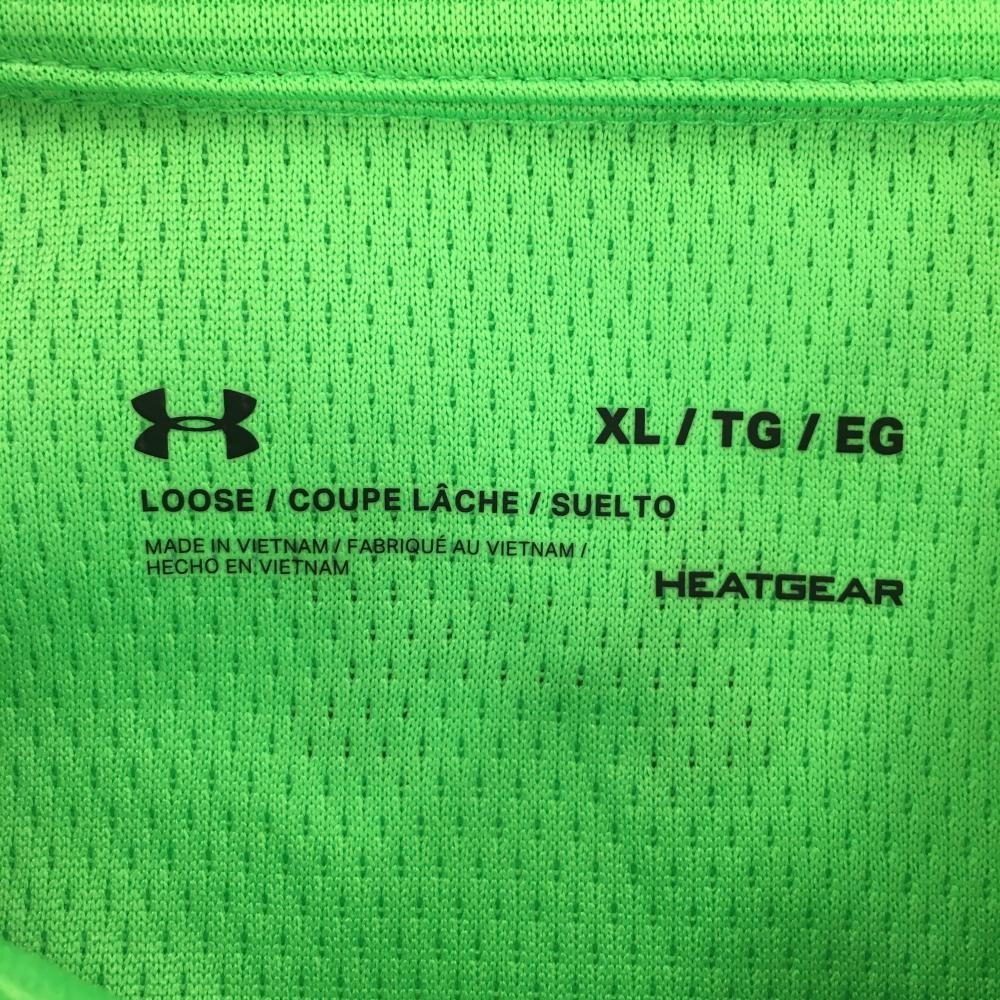 XL / TG / EG
LOOSE / COUPE LÂCHE / SUELTO
MADE IN VIETNAM / FABRIQUÉ AU VIETNAM /
HECHO EN VIETNAM
HEATGEAR